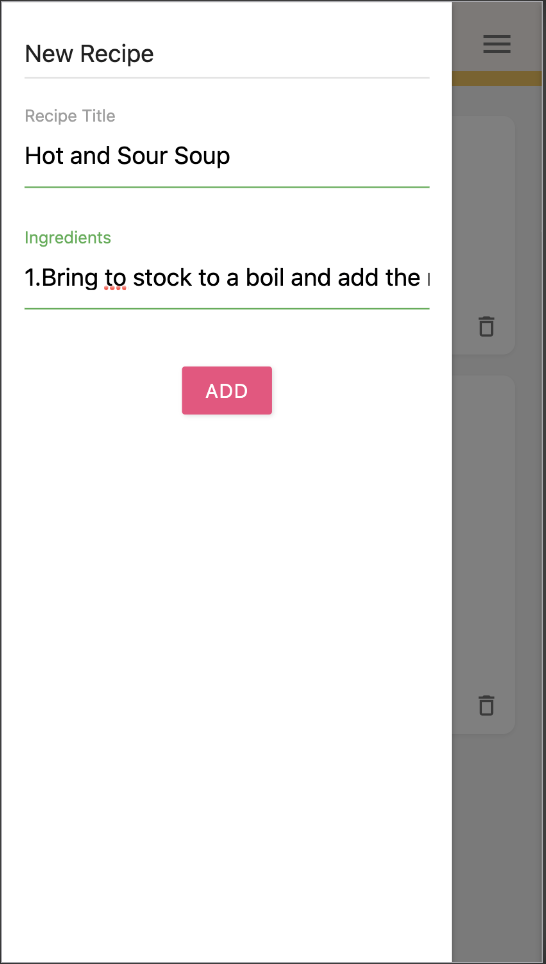 New Recipe
Recipe Title
Hot and Sour Soup
Ingredients
1.Bring to stock to a boil and add the
ADD